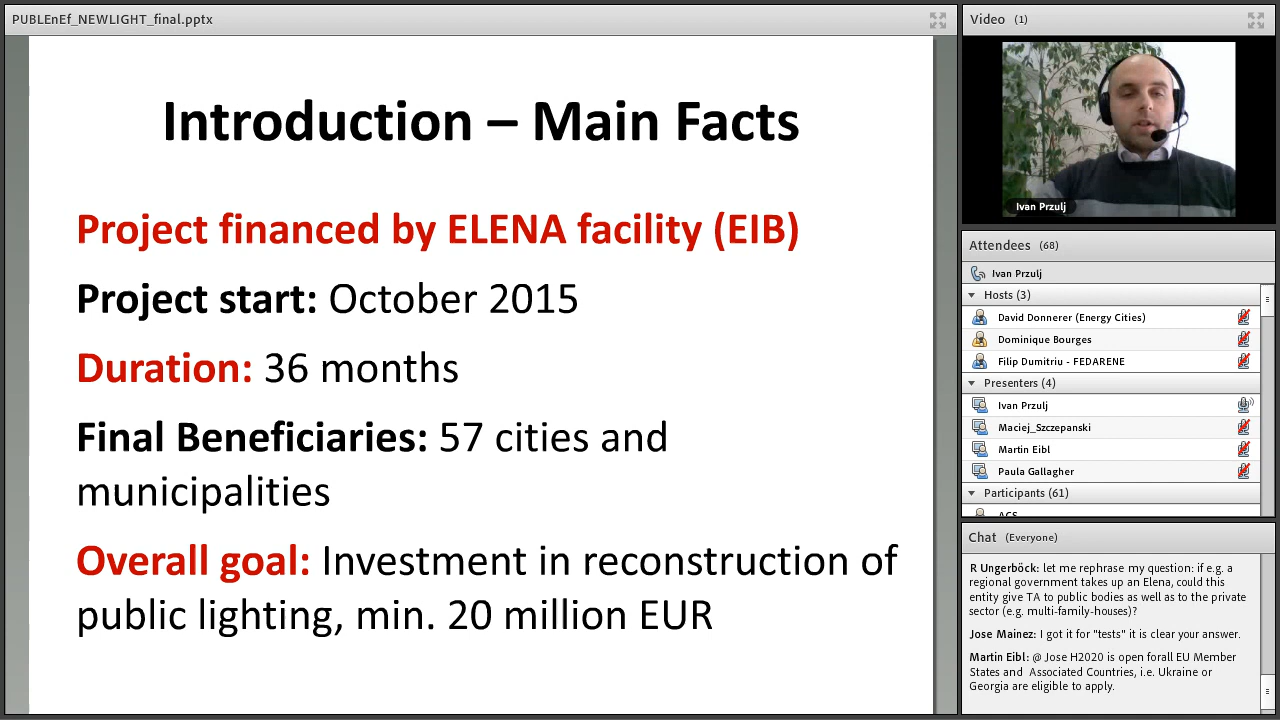 PUBLEnEf_NEWLIGHT_final.pptx
Introduction – Main Facts
Project financed by ELENA facility (EIB)
Project start: October 2015
Duration: 36 months
Final Beneficiaries: 57 cities and
municipalities
Overall goal: Investment in reconstruction of
public lighting, min. 20 million EUR
Video (1)
Ivan Przulj
Attendees (68)
Ivan Przulj
Hosts (3)
David Donnerer (Energy Cities)
Dominique Bourges
Filip Dumitriu - FEDARENE
Presenters (4)
Ivan Przulj
Maciej_Szczepanski
Martin Eibl
Paula Gallagher
Participants (61)
ACS
Chat (Everyone)
R Ungerböck: let me rephrase my question: if e.g. a
regional government takes up an Elena, could this
entity give TA to public bodies as well as to the private
sector (e.g. multi-family-houses)?
Jose Mainez: I got it for "tests" it is clear your answer.
Martin Eibl: @ Jose H2020 is open forall EU Member
States and Associated Countries, i.e. Ukraine or
Georgia are eligible to apply.